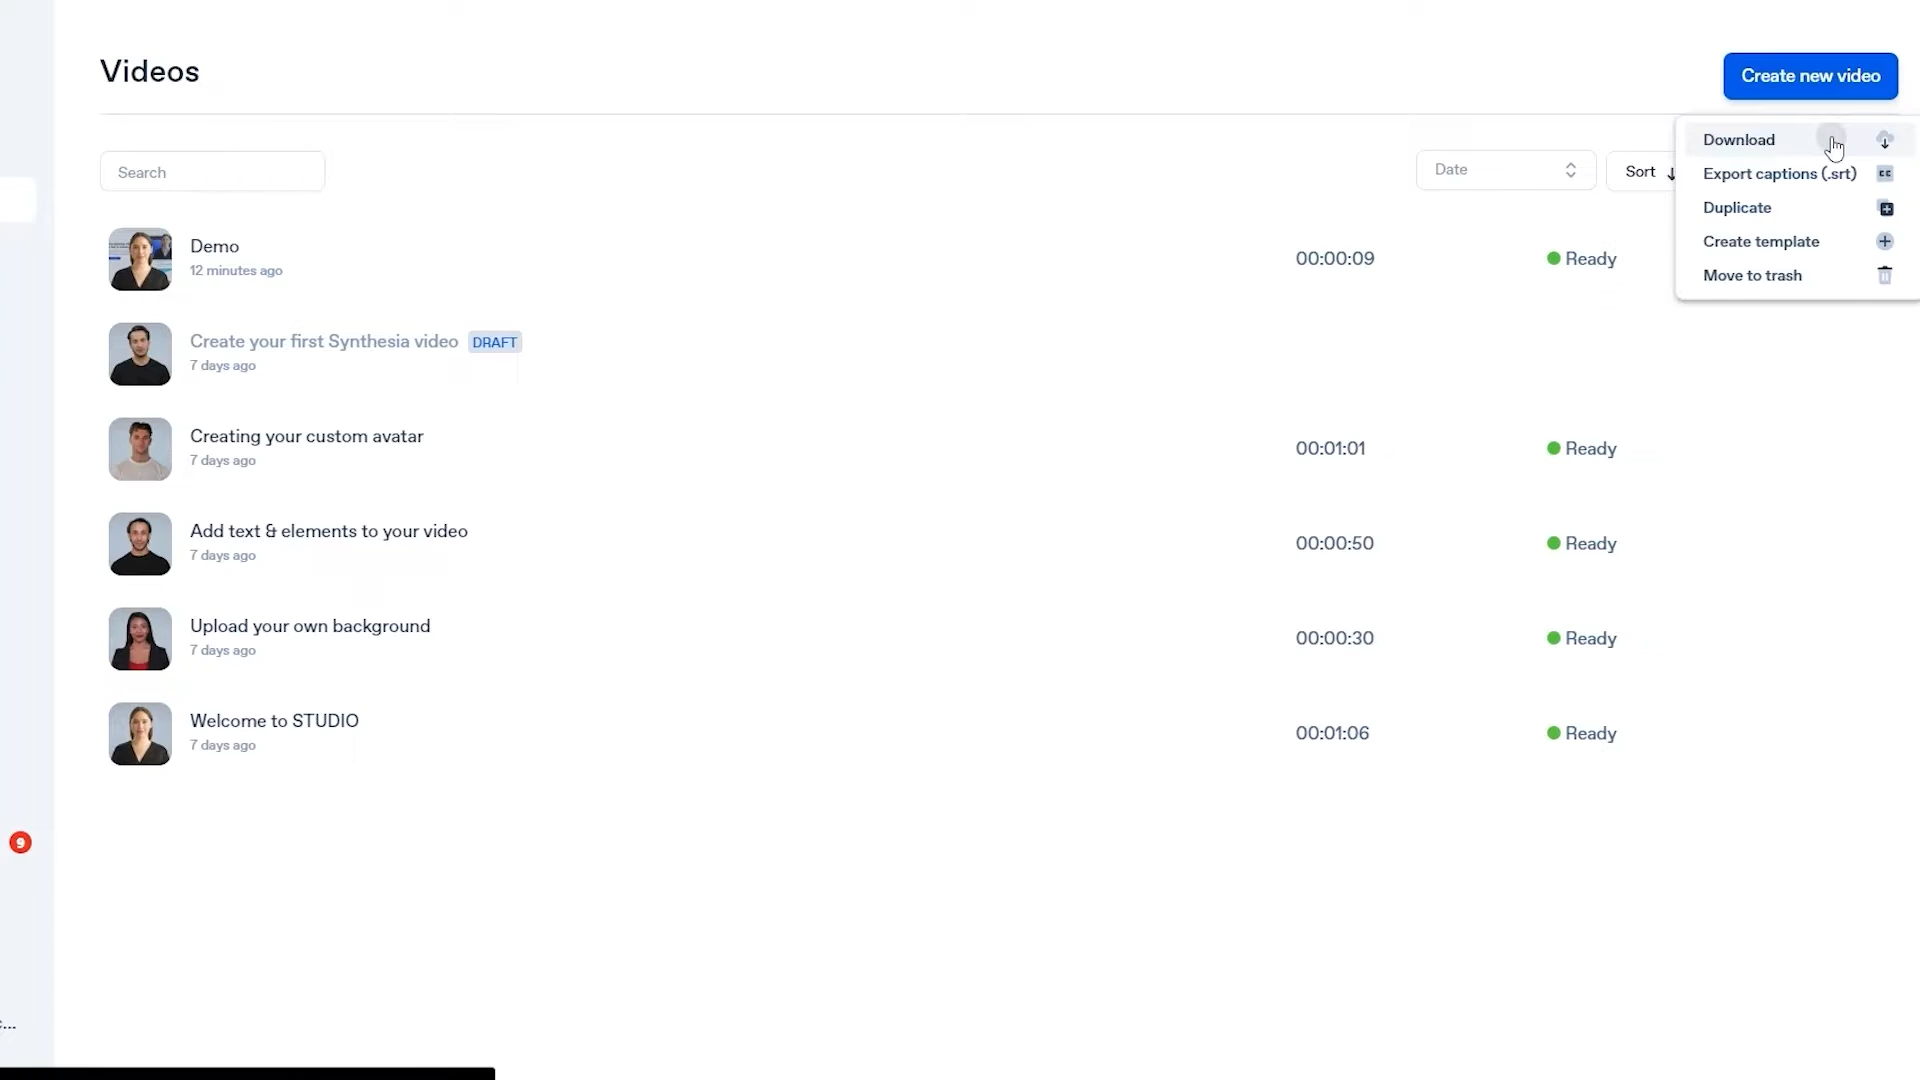 Videos
Create new video
Search
Date
Sort
Download
Export captions (.srt)
Duplicate
Create template
Move to trash
Demo
12 minutes ago
00:00:09
Ready
Create your first Synthesia video DRAFT
7 days ago
Creating your custom avatar
7 days ago
00:01:01
Ready
Add text & elements to your video
7 days ago
00:00:50
Ready
Upload your own background
7 days ago
00:00:30
Ready
Welcome to STUDIO
7 days ago
00:01:06
Ready
9